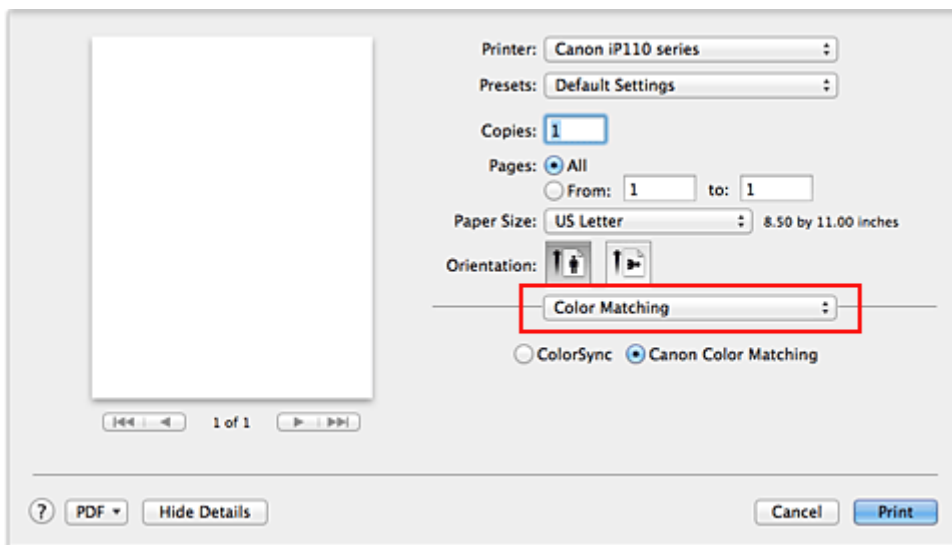 Printer: Canon iP110 series
Presets: Default Settings
Copies: 1
Pages: All
From: 1 to: 1
Paper Size: US Letter 8.50 by 11.00 inches
Orientation:
Color Matching
ColorSync Canon Color Matching
1 of 1
? PDF Hide Details Cancel Print